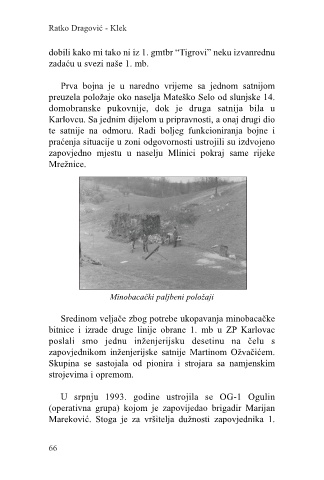 Ratko Dragović - Klek
dobili kako mi tako ni iz 1. gmtbr “Tigrovi” neku izvanrednu
zadaću u svezi naše 1. mb.
Prva bojna je u naredno vrijeme sa jednom satnijom
preuzela položaje oko naselja Mateško Selo od slunjske 14.
domobranske pukovnije, dok je druga satnija bila u
Karlovcu. Sa jednim dijelom u pripravnosti, a onaj drugi dio
te satnije na odmoru. Radi boljeg funkcioniranja bojne i
praćenja situacije u zoni odgovornosti ustrojili su izdvojeno
zapovjedno mjestu u naselju Mlinici pokraj same rijeke
Mrežnice.
Minobacački paljbeni položaji
Sredinom veljače zbog potrebe ukopavanja minobacačke
bitnice i izrade druge linije obrane 1. mb u ZP Karlovac
poslali smo jednu inženjerijsku desetinu na čelu s
zapovjednikom inženjerijske satnije Martinom Ožvačićem.
Skupina se sastojala od pionira i strojara sa namjenskim
strojevima i opremom.
U srpnju 1993. godine ustrojila se OG-1 Ogulin
(operativna grupa) kojom je zapovijedao brigadir Marijan
Mareković. Stoga je za vršitelja dužnosti zapovjednika 1.
66